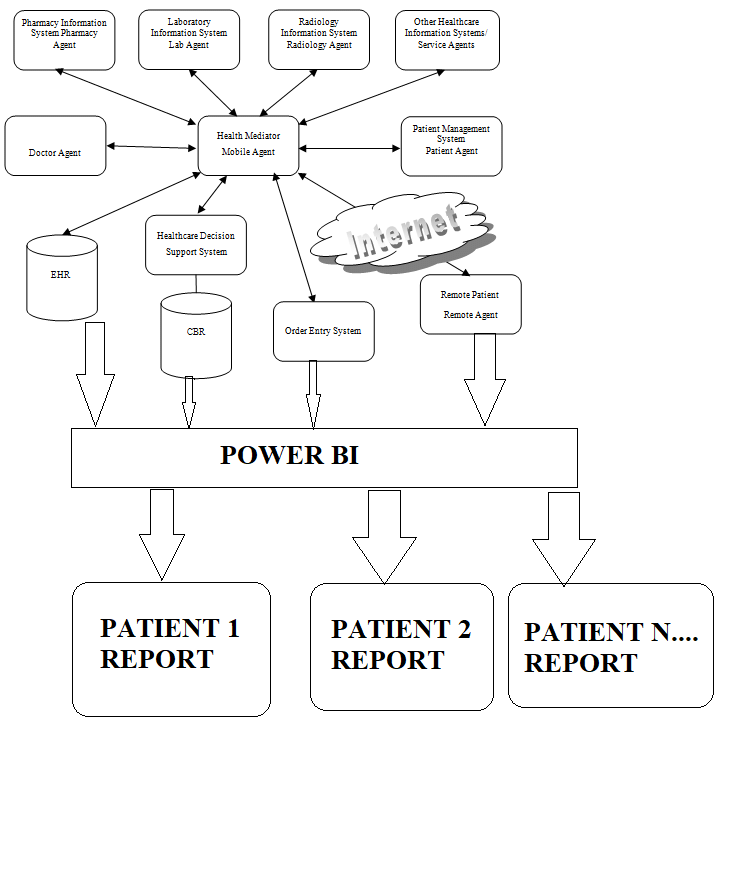 Pharmacy Information
System Pharmacy
Agent
Laboratory
Information System
Lab Agent
Radiology
Information System
Radiology Agent
Other Healthcare
Information Systems/
Service Agents
Doctor Agent
Health Mediator
Mobile Agent
Patient Management
System
Patient Agent
Internet
EHR
Healthcare Decision
Support System
CBR
Order Entry System
Remote Patient
Remote Agent
POWER BI
PATIENT 1
REPORT
PATIENT 2
REPORT
PATIENT N....
REPORT